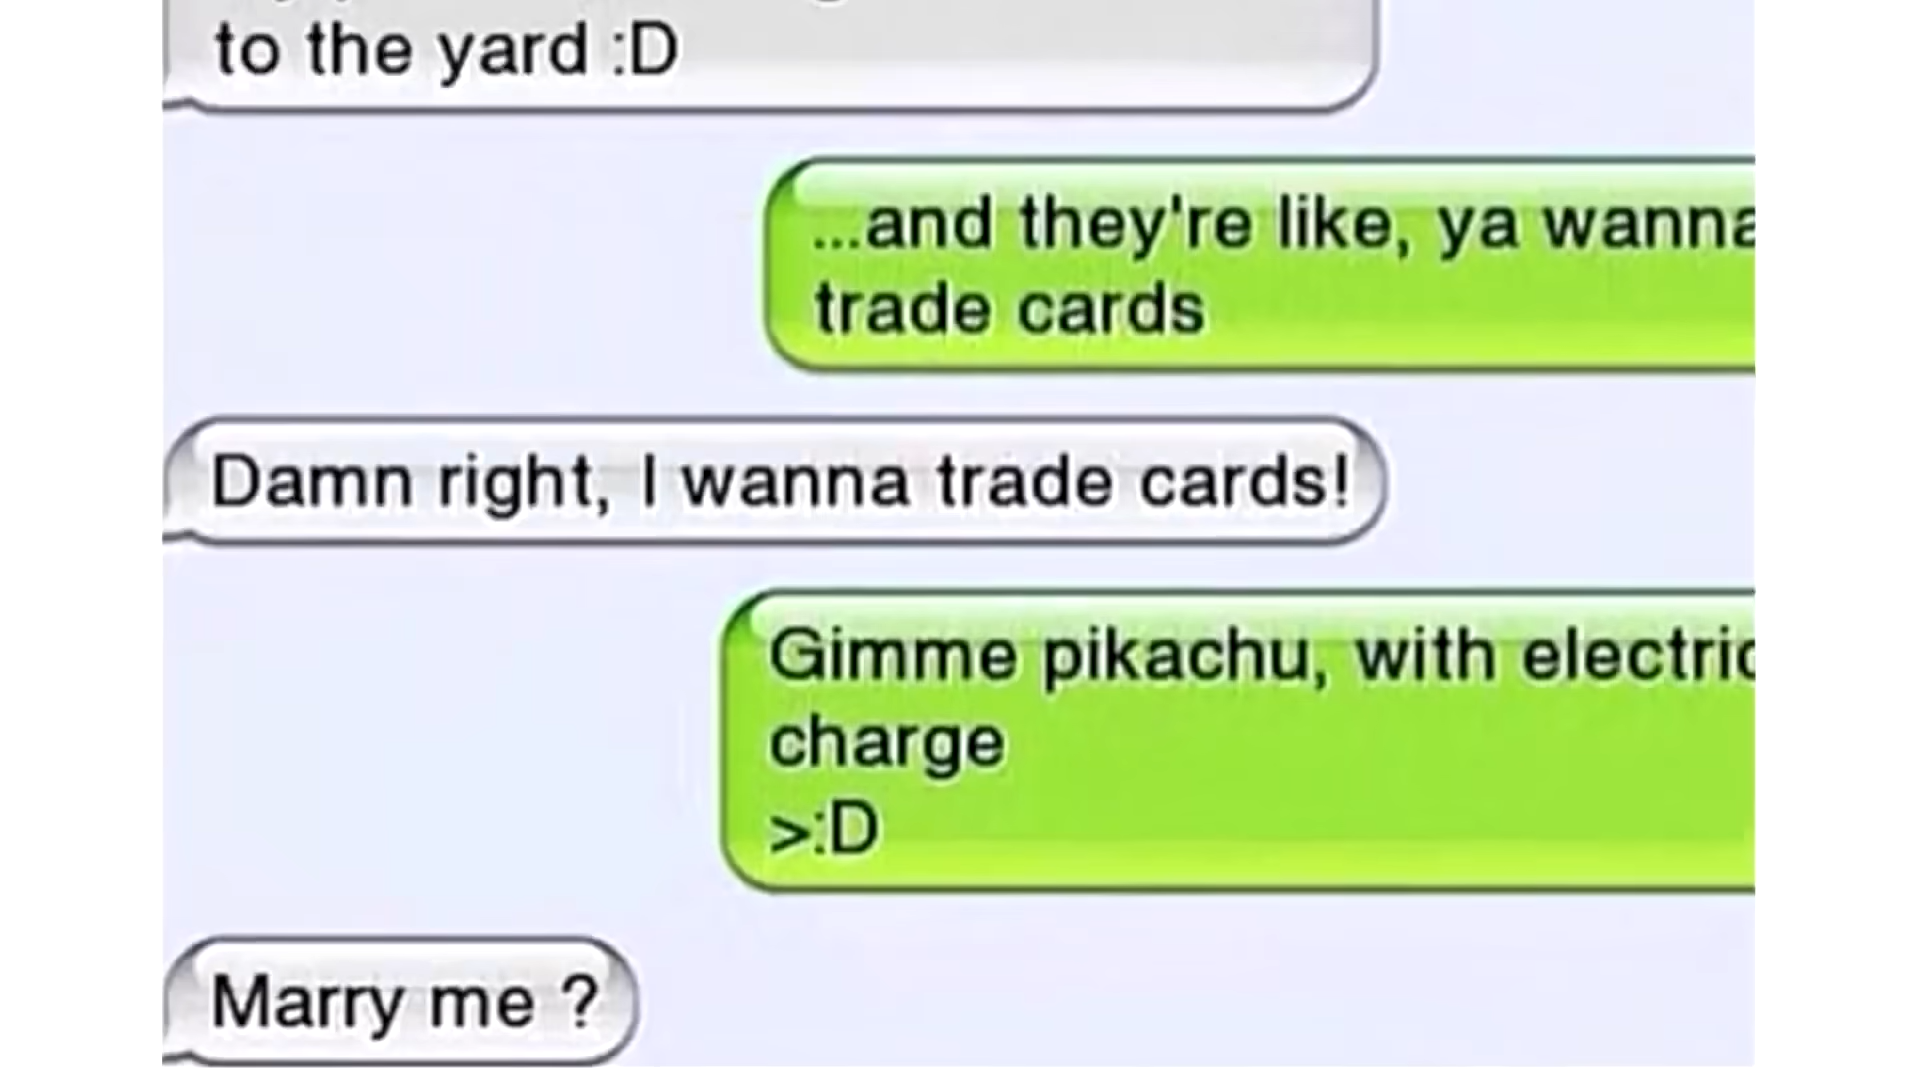 to the yard :D
...and they're like, ya wanna
trade cards
Damn right, I wanna trade cards!
Gimme pikachu, with electric
charge
>:D
Marry me ?